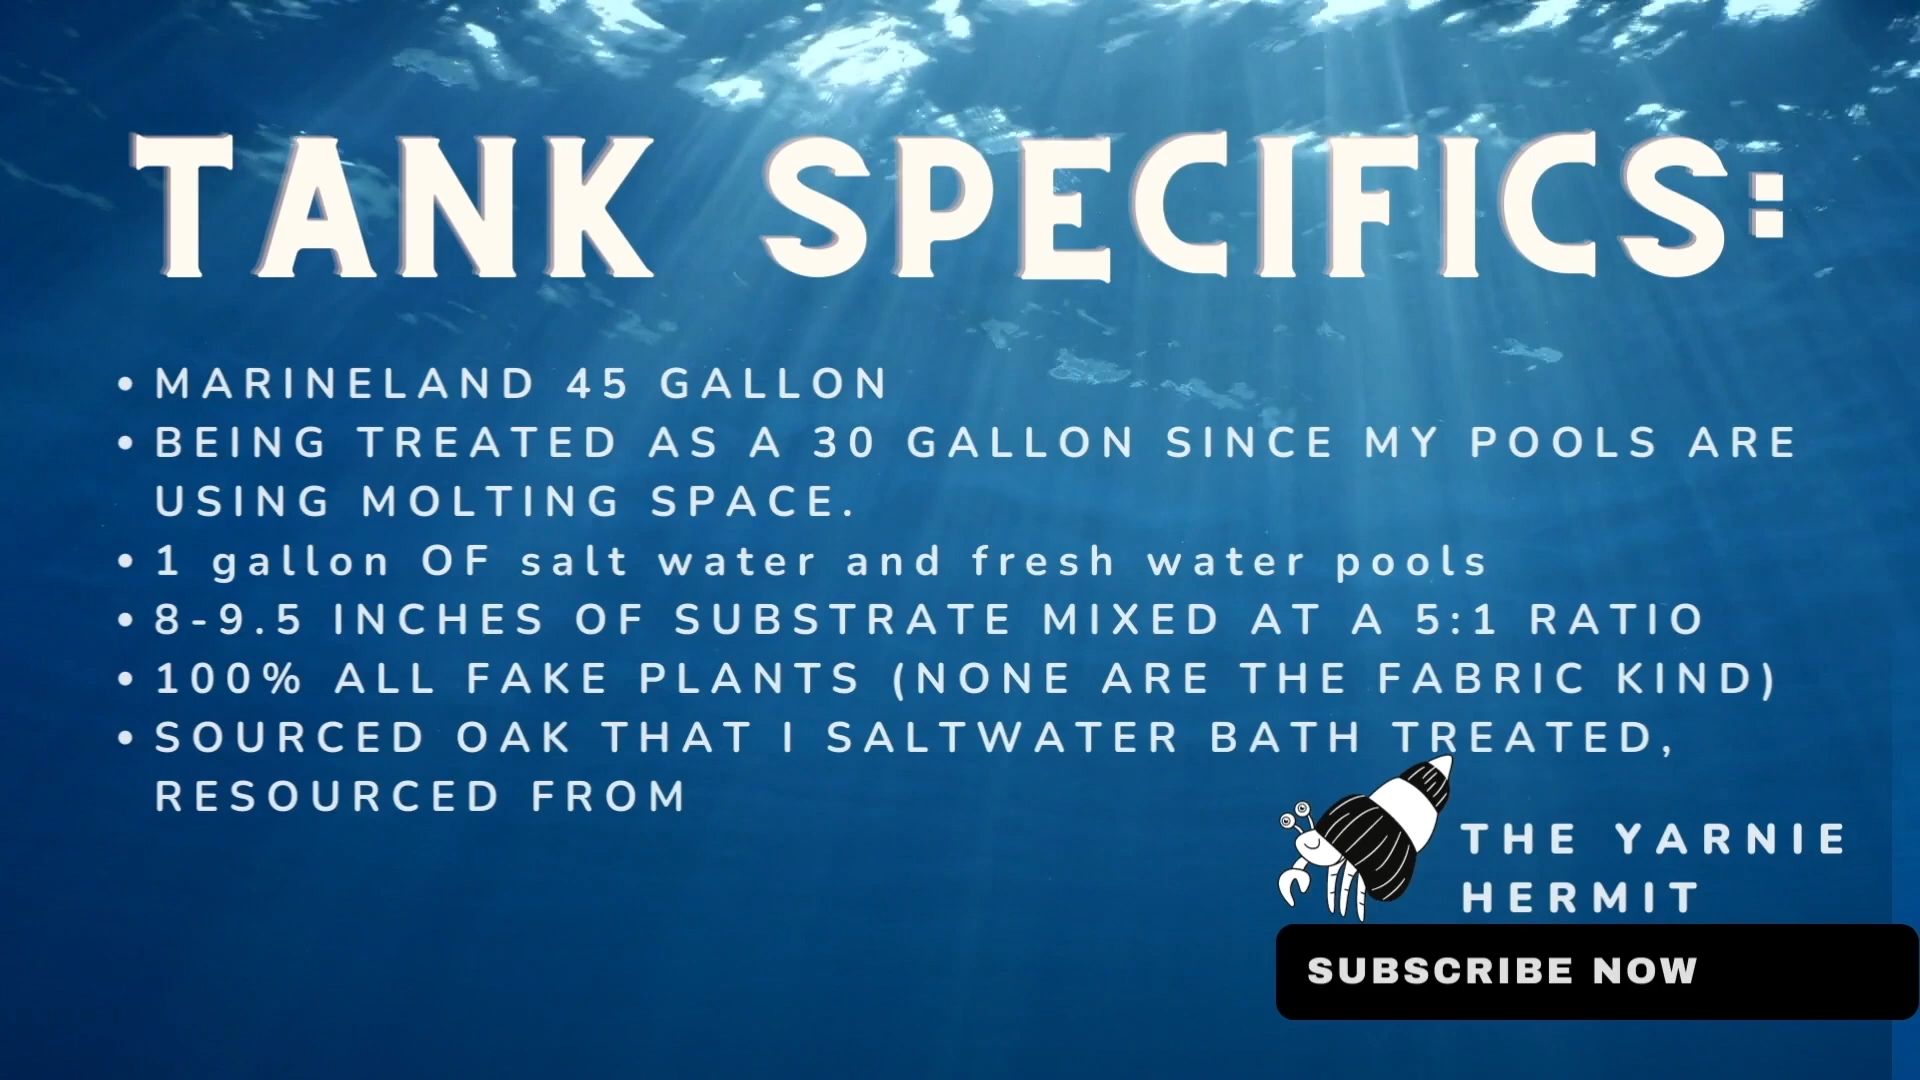 TANK SPECIFICS:
• MARINELAND 45 GALLON
• BEING TREATED AS A 30 GALLON SINCE MY POOLS ARE
USING MOLTING SPACE.
• 1 gallon OF salt water and fresh water pools
• 8-9.5 INCHES OF SUBSTRATE MIXED AT A 5:1 RATIO
• 100% ALL FAKE PLANTS (NONE ARE THE FABRIC KIND)
• SOURCED OAK THAT I SALTWATER BATH TREATED,
RESOURCED FROM
THE YARNIE
HERMIT
SUBSCRIBE NOW